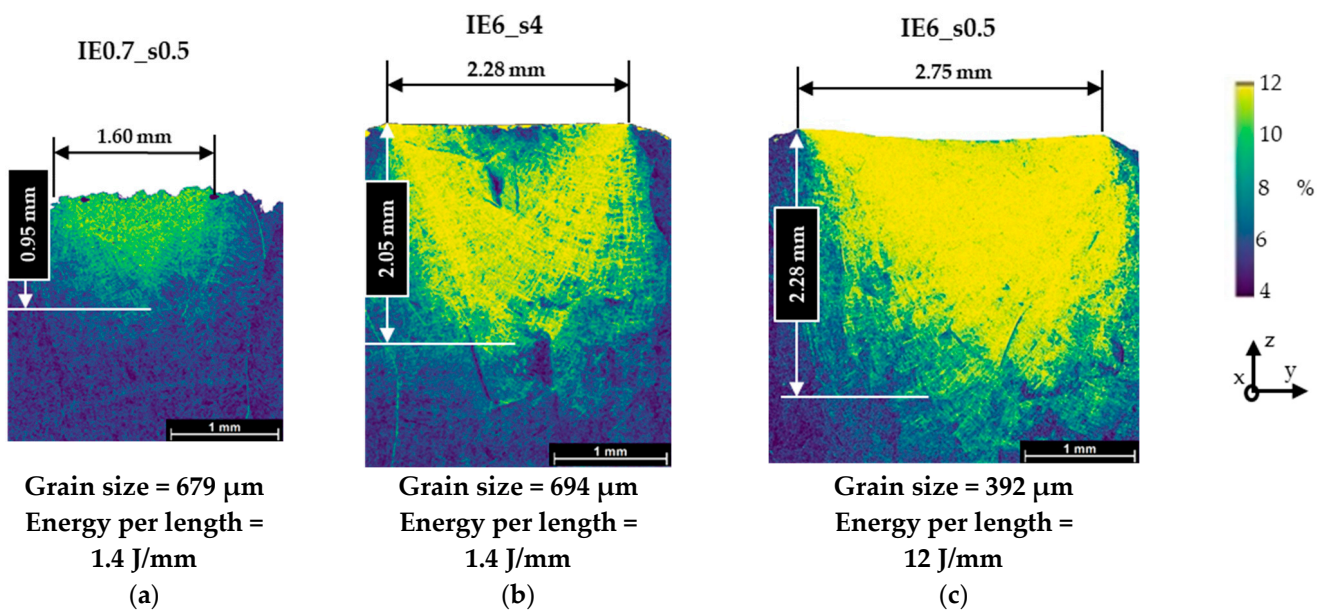 IE0.7_s0.5
1.60 mm
0.95 mm
1 mm
Grain size = 679 μm
Energy per length =
1.4 J/mm
(a)
IE6_s4
2.28 mm
2.05 mm
1 mm
Grain size = 694 μm
Energy per length =
1.4 J/mm
(b)
IE6_s0.5
2.75 mm
2.28 mm
1 mm
Grain size = 392 μm
Energy per length =
12 J/mm
(c)
12
10
8
%
6
4
z
x
y